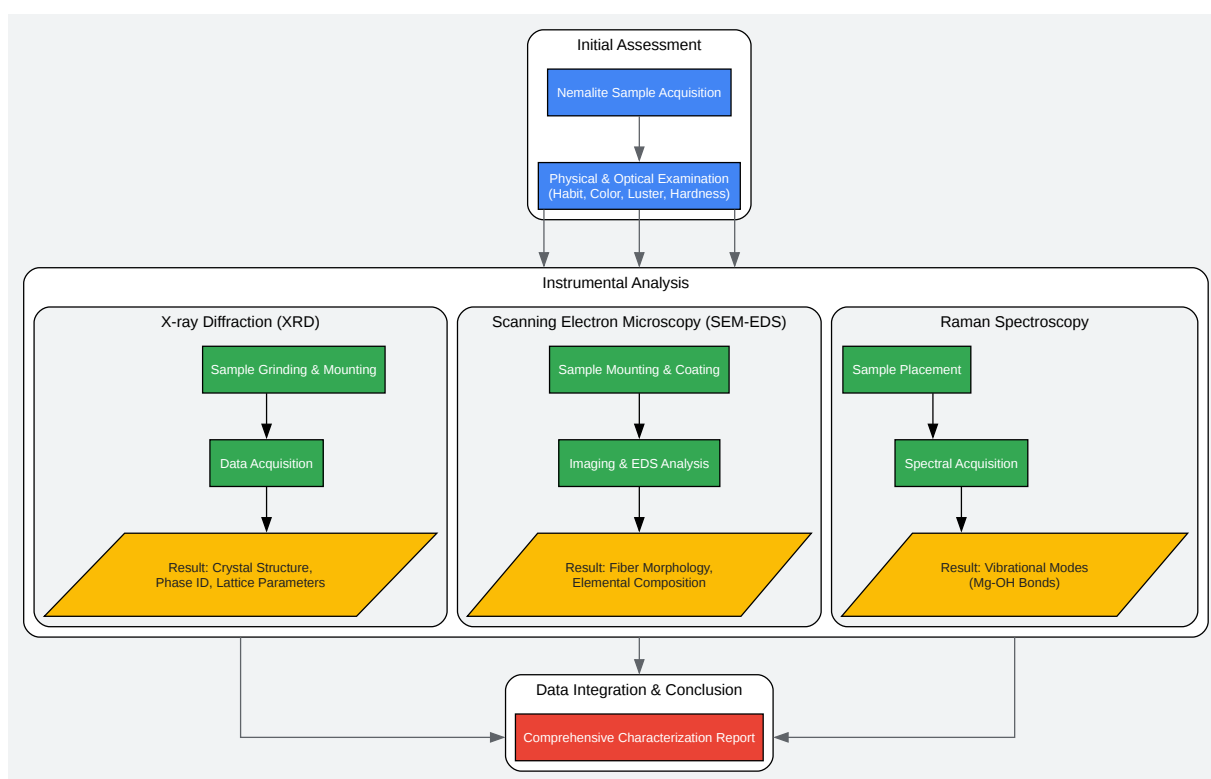 Initial Assessment
Nemalite Sample Acquisition
Physical & Optical Examination
(Habit, Color, Luster, Hardness)
Instrumental Analysis
X-ray Diffraction (XRD)
Sample Grinding & Mounting
Data Acquisition
Result: Crystal Structure,
Phase ID, Lattice Parameters
Scanning Electron Microscopy (SEM-EDS)
Sample Mounting & Coating
Imaging & EDS Analysis
Result: Fiber Morphology,
Elemental Composition
Raman Spectroscopy
Sample Placement
Spectral Acquisition
Result: Vibrational Modes
(Mg-OH Bonds)
Data Integration & Conclusion
Comprehensive Characterization Report